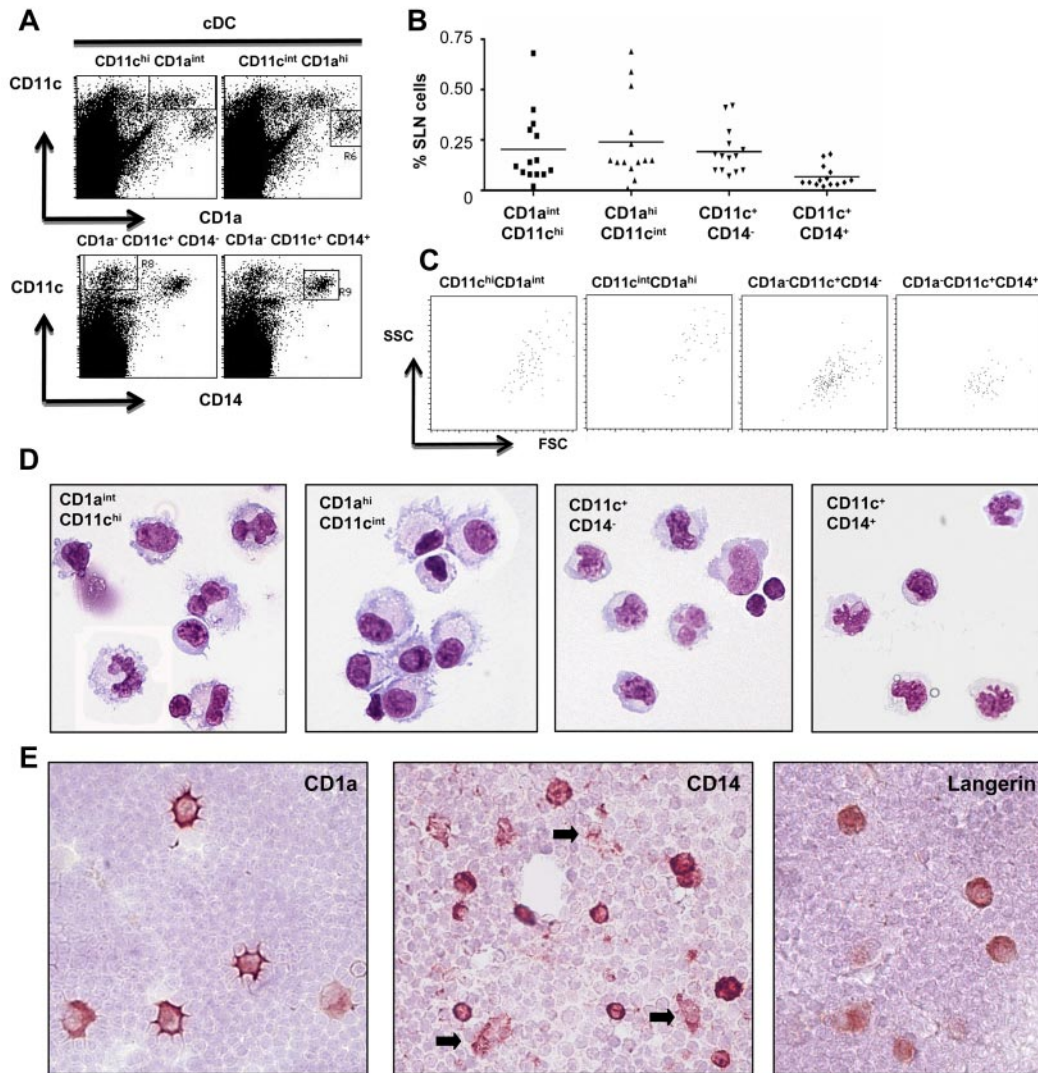 A
cDC
CD11chi CD1aint
CD11cint CD1ahi
CD11c
R6
CD1a
CD1a- CD11c+ CD14-
CD1a- CD11c+ CD14+
CD11c
R8
R9
CD14
B
0.75
0.50
0.25
0
% SLN cells
CD1aint
CD11chi
CD1ahi
CD11cint
CD11c+
CD14-
CD11c+
CD14+
C
CD11chiCD1aint
CD11cintCD1ahi
CD1a-CD11c+CD14-
CD1a-CD11c+CD14+
SSC
FSC
D
CD1aint
CD11chi
CD1ahi
CD11cint
CD11c+
CD14-
CD11c+
CD14+
E
CD1a
CD14
Langerin